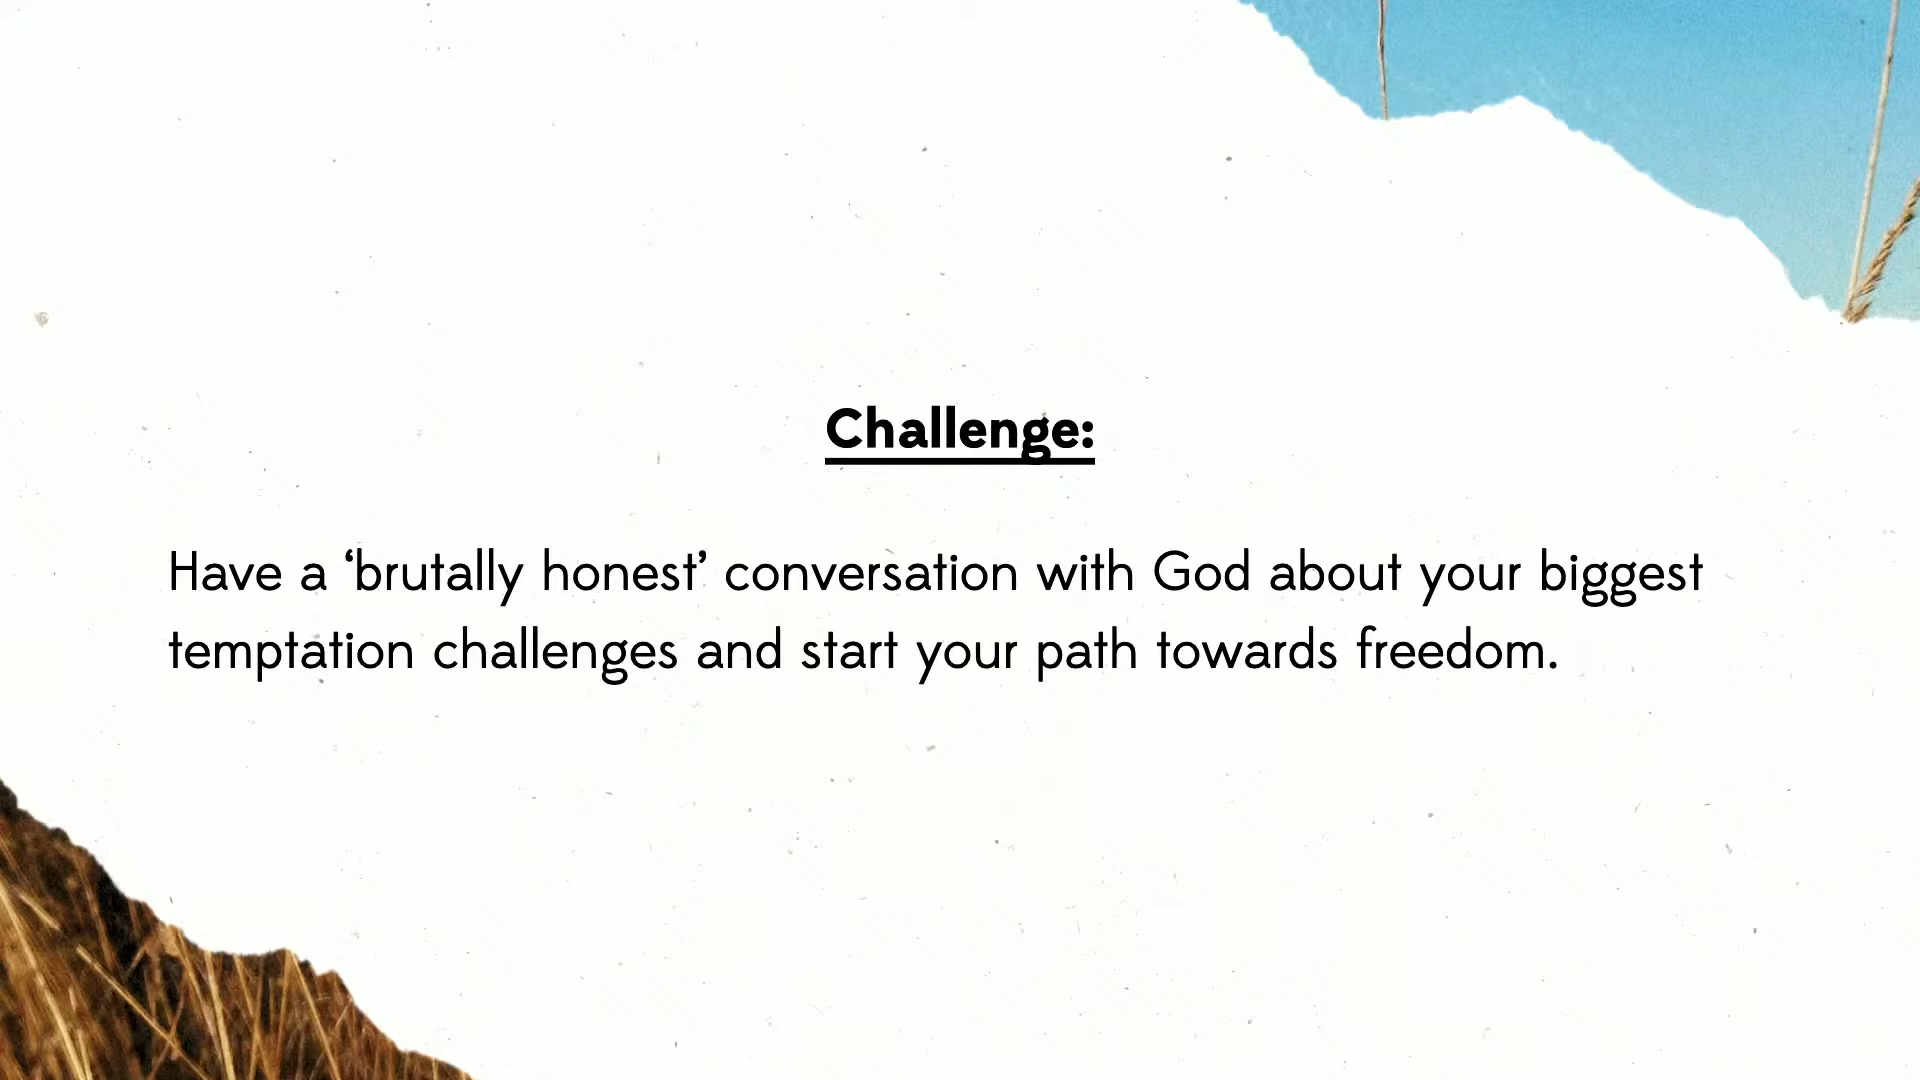 Challenge:
Have a ‘brutally honest’ conversation with God about your biggest
temptation challenges and start your path towards freedom.